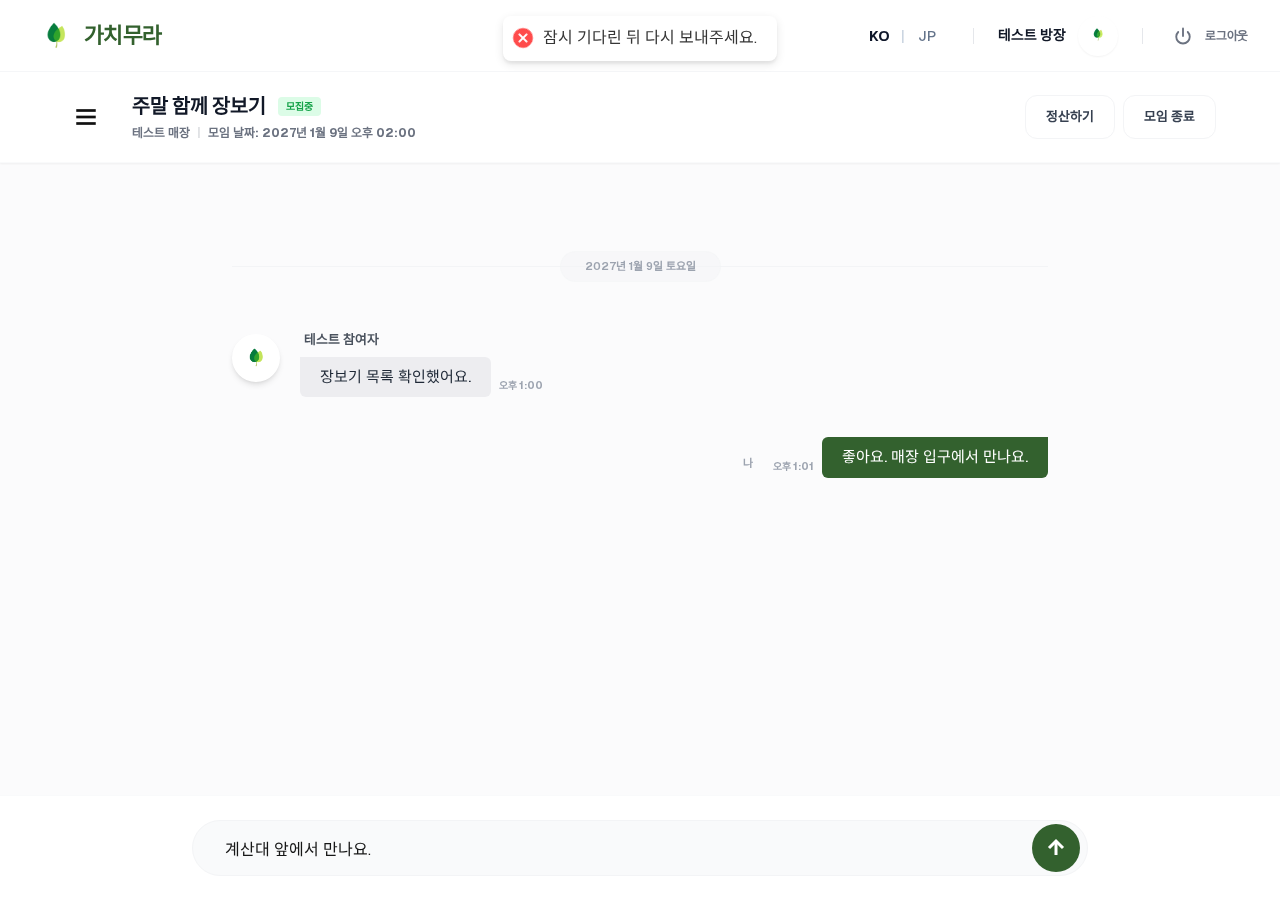 가치무라
잠시 기다린 뒤 다시 보내주세요.
KO | JP
테스트 방장
로그아웃
주말 함께 장보기
모집중
테스트 매장 | 모임 날짜: 2027년 1월 9일 오후 02:00
정산하기
모임 종료
2027년 1월 9일 토요일
테스트 참여자
장보기 목록 확인했어요.
오후 1:00
나
오후 1:01
좋아요. 매장 입구에서 만나요.
계산대 앞에서 만나요.